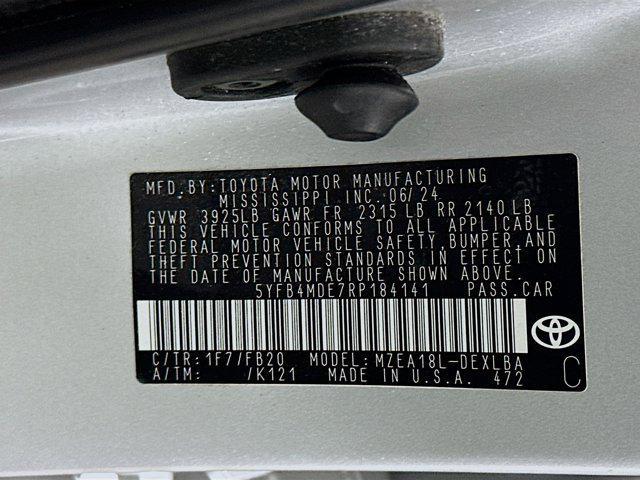 MFD. BY: TOYOTA MOTOR MANUFACTURING
MISSISSIPPI INC. 06/24
GVWR 3925LB GAWR FR 2315 LB RR 2140 LB
THIS VEHICLE CONFORMS TO ALL APPLICABLE
FEDERAL MOTOR VEHICLE SAFETY, BUMPER, AND
THEFT PREVENTION STANDARDS IN EFFECT ON
THE DATE OF MANUFACTURE SHOWN ABOVE.
5YFB4MDE7RP184141 PASS. CAR
C/TR: 1F7/FB20 MODEL: MZEA18L-DEXLBA
A/TM: /K121 MADE IN U.S.A. 472 C